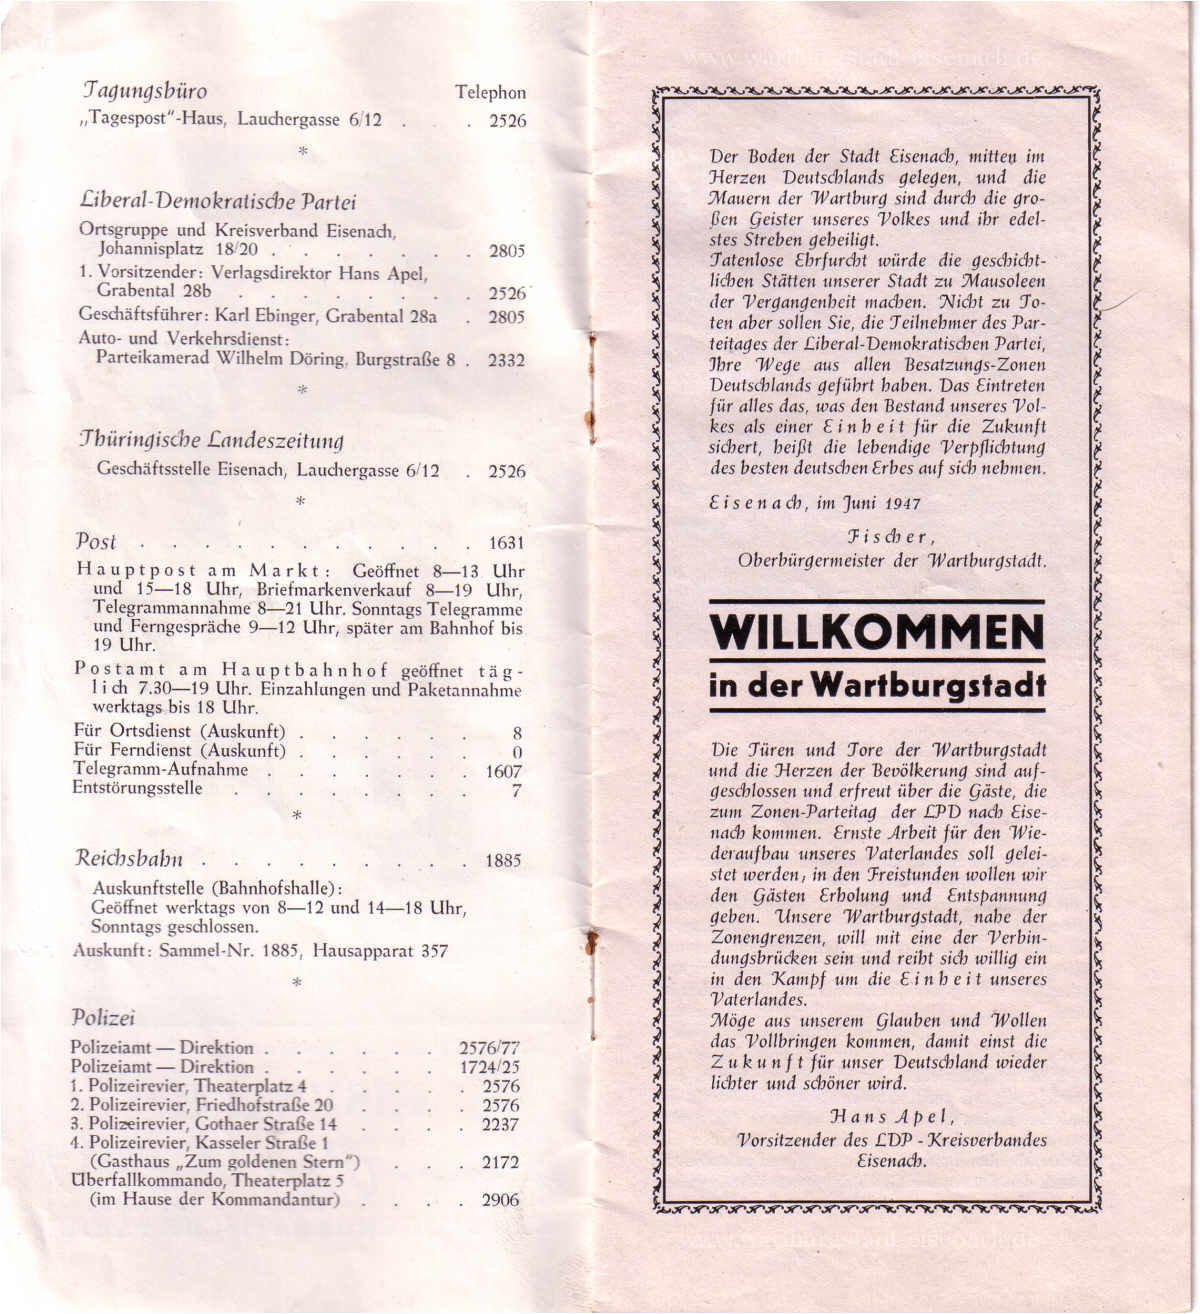 Tagungsbüro Telephon
„Tagespost"-Haus, Lauchergasse 6/12 . . . 2526
*
Liberal-Demokratische Partei
Ortsgruppe und Kreisverband Eisenach,
Johannisplatz 18/20 . . . . . . . 2805
1. Vorsitzender: Verlagsdirektor Hans Apel,
Grabental 28b . . . . . . . . 2526
Geschäftsführer: Karl Ebinger, Grabental 28a . 2805
Auto- und Verkehrsdienst:
Parteikamerad Wilhelm Döring, Burgstraße 8 . 2332
*
Thüringische Landeszeitung
Geschäftsstelle Eisenach, Lauchergasse 6/12 . 2526
*
Post . . . . . . . . . . . 1631
Hauptpost am Markt: Geöffnet 8—13 Uhr
und 15—18 Uhr, Briefmarkenverkauf 8—19 Uhr,
Telegrammannahme 8—21 Uhr. Sonntags Telegramme
und Ferngespräche 9—12 Uhr, später am Bahnhof bis
19 Uhr.
Postamt am Hauptbahnhof geöffnet täg-
lich 7.30—19 Uhr. Einzahlungen und Paketannahme
werktags bis 18 Uhr.
Für Ortsdienst (Auskunft) . . . . . . 8
Für Ferndienst (Auskunft) . . . . . . 0
Telegramm-Aufnahme . . . . . . . 1607
Entstörungsstelle . . . . . . . . 7
*
Reichsbahn . . . . . . . . . 1885
Auskunftstelle (Bahnhofshalle):
Geöffnet werktags von 8—12 und 14—18 Uhr,
Sonntags geschlossen.
Auskunft: Sammel-Nr. 1885, Hausapparat 357
*
Polizei
Polizeiamt — Direktion . . . . . . 2576/77
Polizeiamt — Direktion . . . . . . 1724/25
1. Polizeirevier, Theaterplatz 4 . . . . . 2576
2. Polizeirevier, Friedhofstraße 20 . . . . 2576
3. Polizeirevier, Gothaer Straße 14 . . . . 2237
4. Polizeirevier, Kasseler Straße 1
(Gasthaus „Zum goldenen Stern") . . . 2172
Überfallkommando, Theaterplatz 5
(im Hause der Kommandantur) . . . . 2906
www.wartburgstadt-eisenach.de
Der Boden der Stadt Eisenach, mitten im
Herzen Deutschlands gelegen, und die
Mauern der Wartburg sind durch die gro-
ßen Geister unseres Volkes und ihr edel-
stes Streben geheiligt.
Tatenlose Ehrfurcht würde die geschicht-
lichen Stätten unserer Stadt zu Mausoleen
der Vergangenheit machen. Nicht zu To-
ten aber sollen Sie, die Teilnehmer des Par-
teitages der Liberal-Demokratischen Partei,
Ihre Wege aus allen Besatzungs-Zonen
Deutschlands geführt haben. Das Eintreten
für alles das, was den Bestand unseres Vol-
kes als einer Einheit für die Zukunft
sichert, heißt die lebendige Verpflichtung
des besten deutschen Erbes auf sich nehmen.
Eisenach, im Juni 1947
Fischer,
Oberbürgermeister der Wartburgstadt.
WILLKOMMEN
in der Wartburgstadt
Die Türen und Tore der Wartburgstadt
und die Herzen der Bevölkerung sind auf-
geschlossen und erfreut über die Gäste, die
zum Zonen-Parteitag der LPD nach Eise-
nach kommen. Ernste Arbeit für den Wie-
deraufbau unseres Vaterlandes soll gelei-
stet werden; in den Freistunden wollen wir
den Gästen Erholung und Entspannung
geben. Unsere Wartburgstadt, nahe der
Zonengrenzen, will mit eine der Verbin-
dungsbrücken sein und reiht sich willig ein
in den Kampf um die Einheit unseres
Vaterlandes.
Möge aus unserem Glauben und Wollen
das Vollbringen kommen, damit einst die
Zukunft für unser Deutschland wieder
lichter und schöner wird.
Hans Apel,
Vorsitzender des LDP-Kreisverbandes
Eisenach.
www.wartburgstadt-eisenach.de